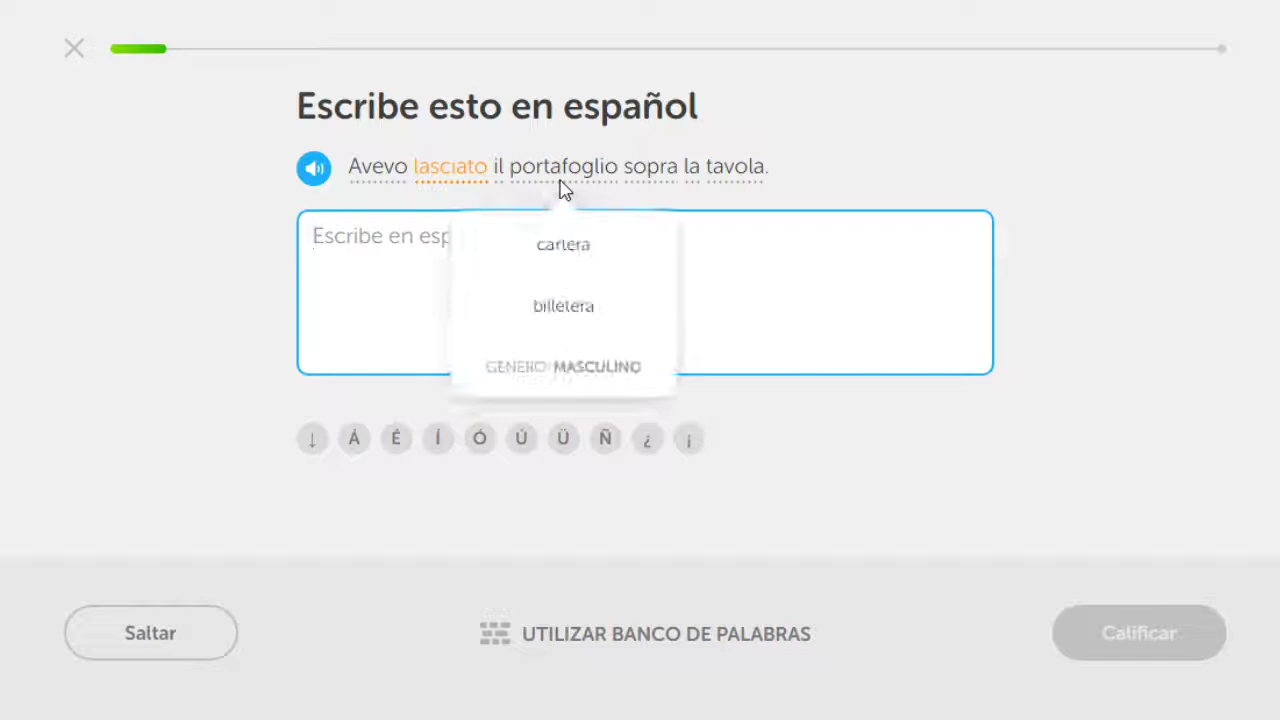 Escribe esto en español
Avevo lasciato il portafoglio sopra la tavola.
Escribe en esp
cartera
billetera
GÉNERO: MASCULINO
↓ Á É Í Ó Ú Ü Ñ ¿ ¡
Saltar
UTILIZAR BANCO DE PALABRAS
Calificar